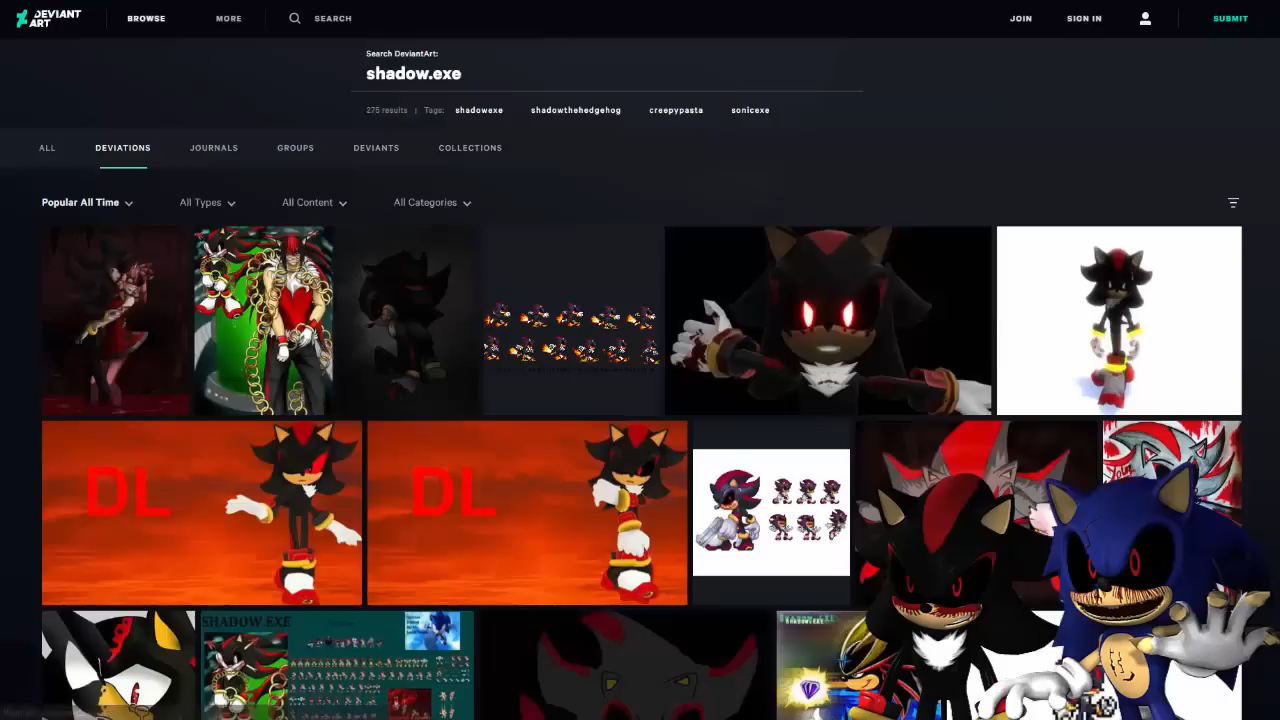 DEVIANT ART
BROWSE
MORE
SEARCH
JOIN
SIGN IN
SUBMIT
Search DeviantArt:
shadow.exe
275 results | Tags: shadowexe shadowthehedgehog creepypasta sonicexe
ALL
DEVIATIONS
JOURNALS
GROUPS
DEVIANTS
COLLECTIONS
Popular All Time
All Types
All Content
All Categories
DL
DL
SHADOW EXE